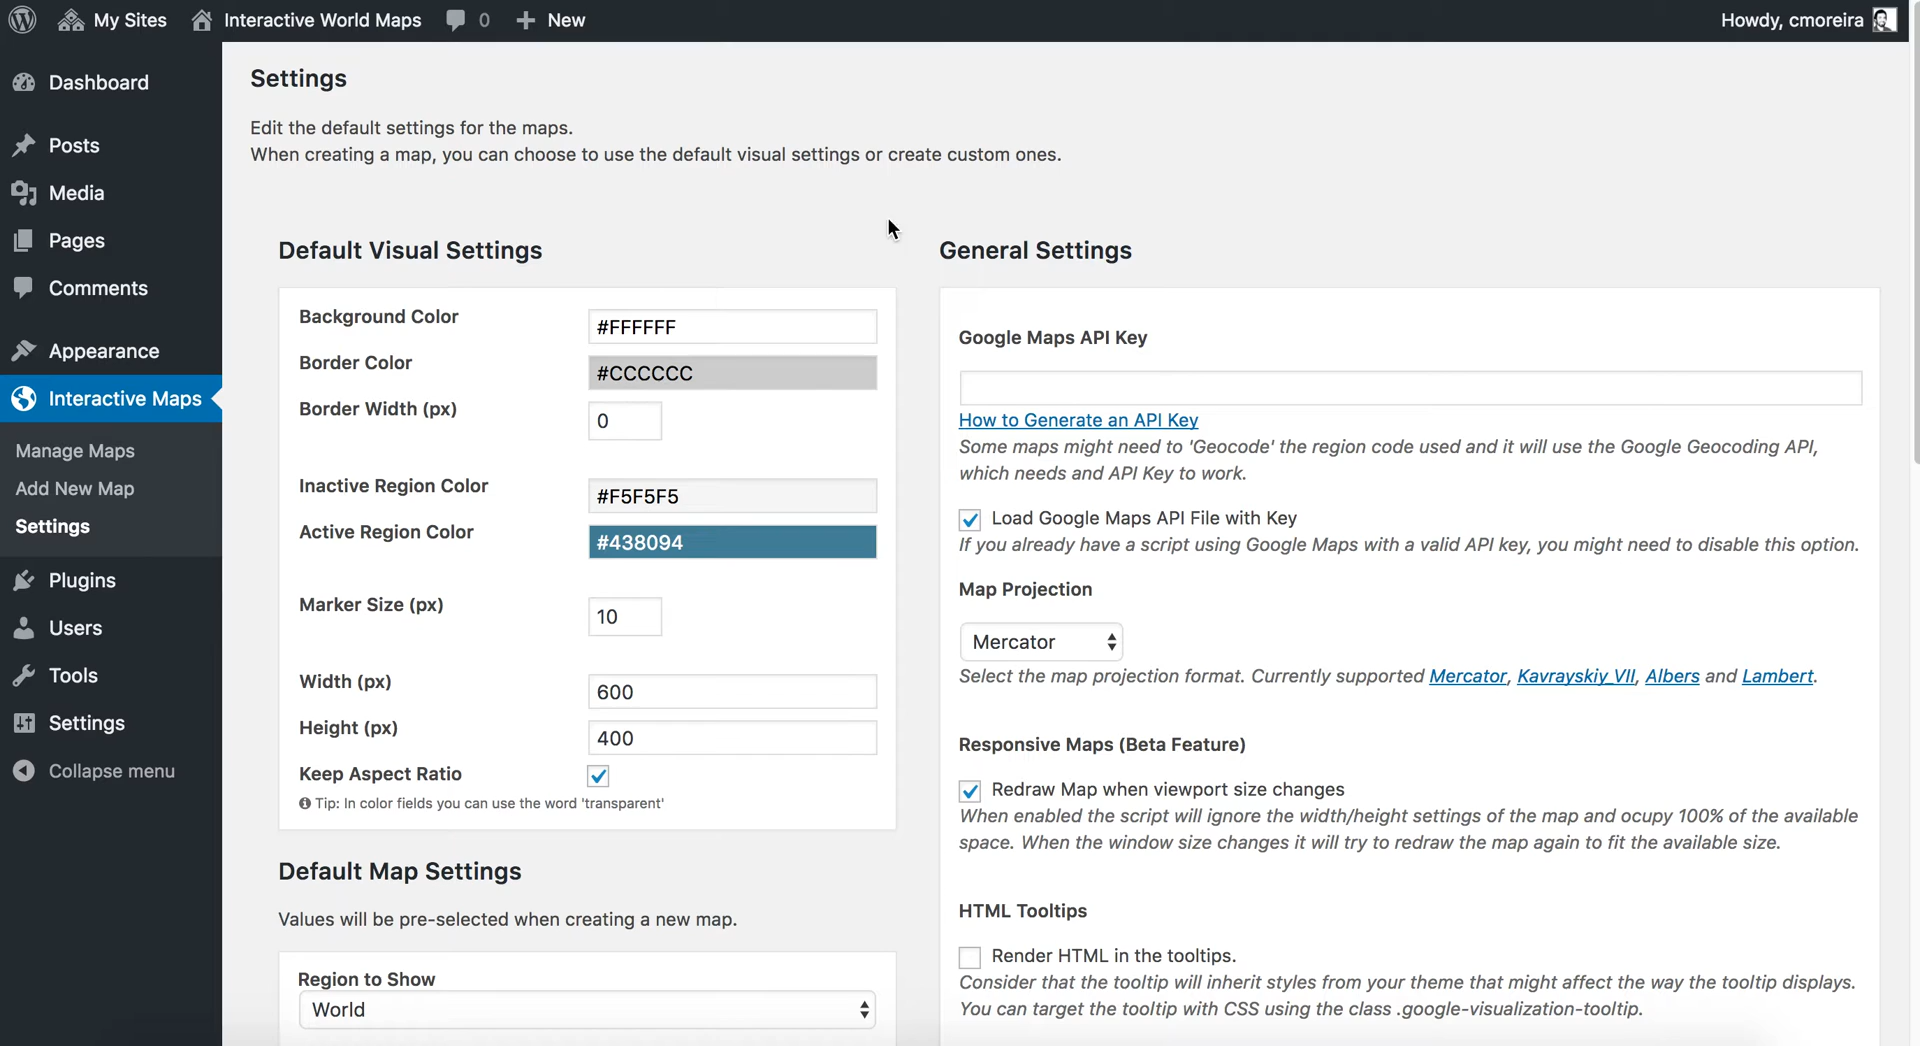 My Sites
Interactive World Maps
0
New
Howdy, cmoreira
Dashboard
Posts
Media
Pages
Comments
Appearance
Interactive Maps
Manage Maps
Add New Map
Settings
Plugins
Users
Tools
Settings
Collapse menu
Settings
Edit the default settings for the maps.
When creating a map, you can choose to use the default visual settings or create custom ones.
Default Visual Settings
Background Color
#FFFFFF
Border Color
#CCCCCC
Border Width (px)
0
Inactive Region Color
#F5F5F5
Active Region Color
#438094
Marker Size (px)
10
Width (px)
600
Height (px)
400
Keep Aspect Ratio
Tip: In color fields you can use the word 'transparent'
Default Map Settings
Values will be pre-selected when creating a new map.
Region to Show
World
General Settings
Google Maps API Key
How to Generate an API Key
Some maps might need to 'Geocode' the region code used and it will use the Google Geocoding API,
which needs and API Key to work.
Load Google Maps API File with Key
If you already have a script using Google Maps with a valid API key, you might need to disable this option.
Map Projection
Mercator
Select the map projection format. Currently supported Mercator, Kavrayskiy_VII, Albers and Lambert.
Responsive Maps (Beta Feature)
Redraw Map when viewport size changes
When enabled the script will ignore the width/height settings of the map and ocupy 100% of the available
space. When the window size changes it will try to redraw the map again to fit the available size.
HTML Tooltips
Render HTML in the tooltips.
Consider that the tooltip will inherit styles from your theme that might affect the way the tooltip displays.
You can target the tooltip with CSS using the class .google-visualization-tooltip.